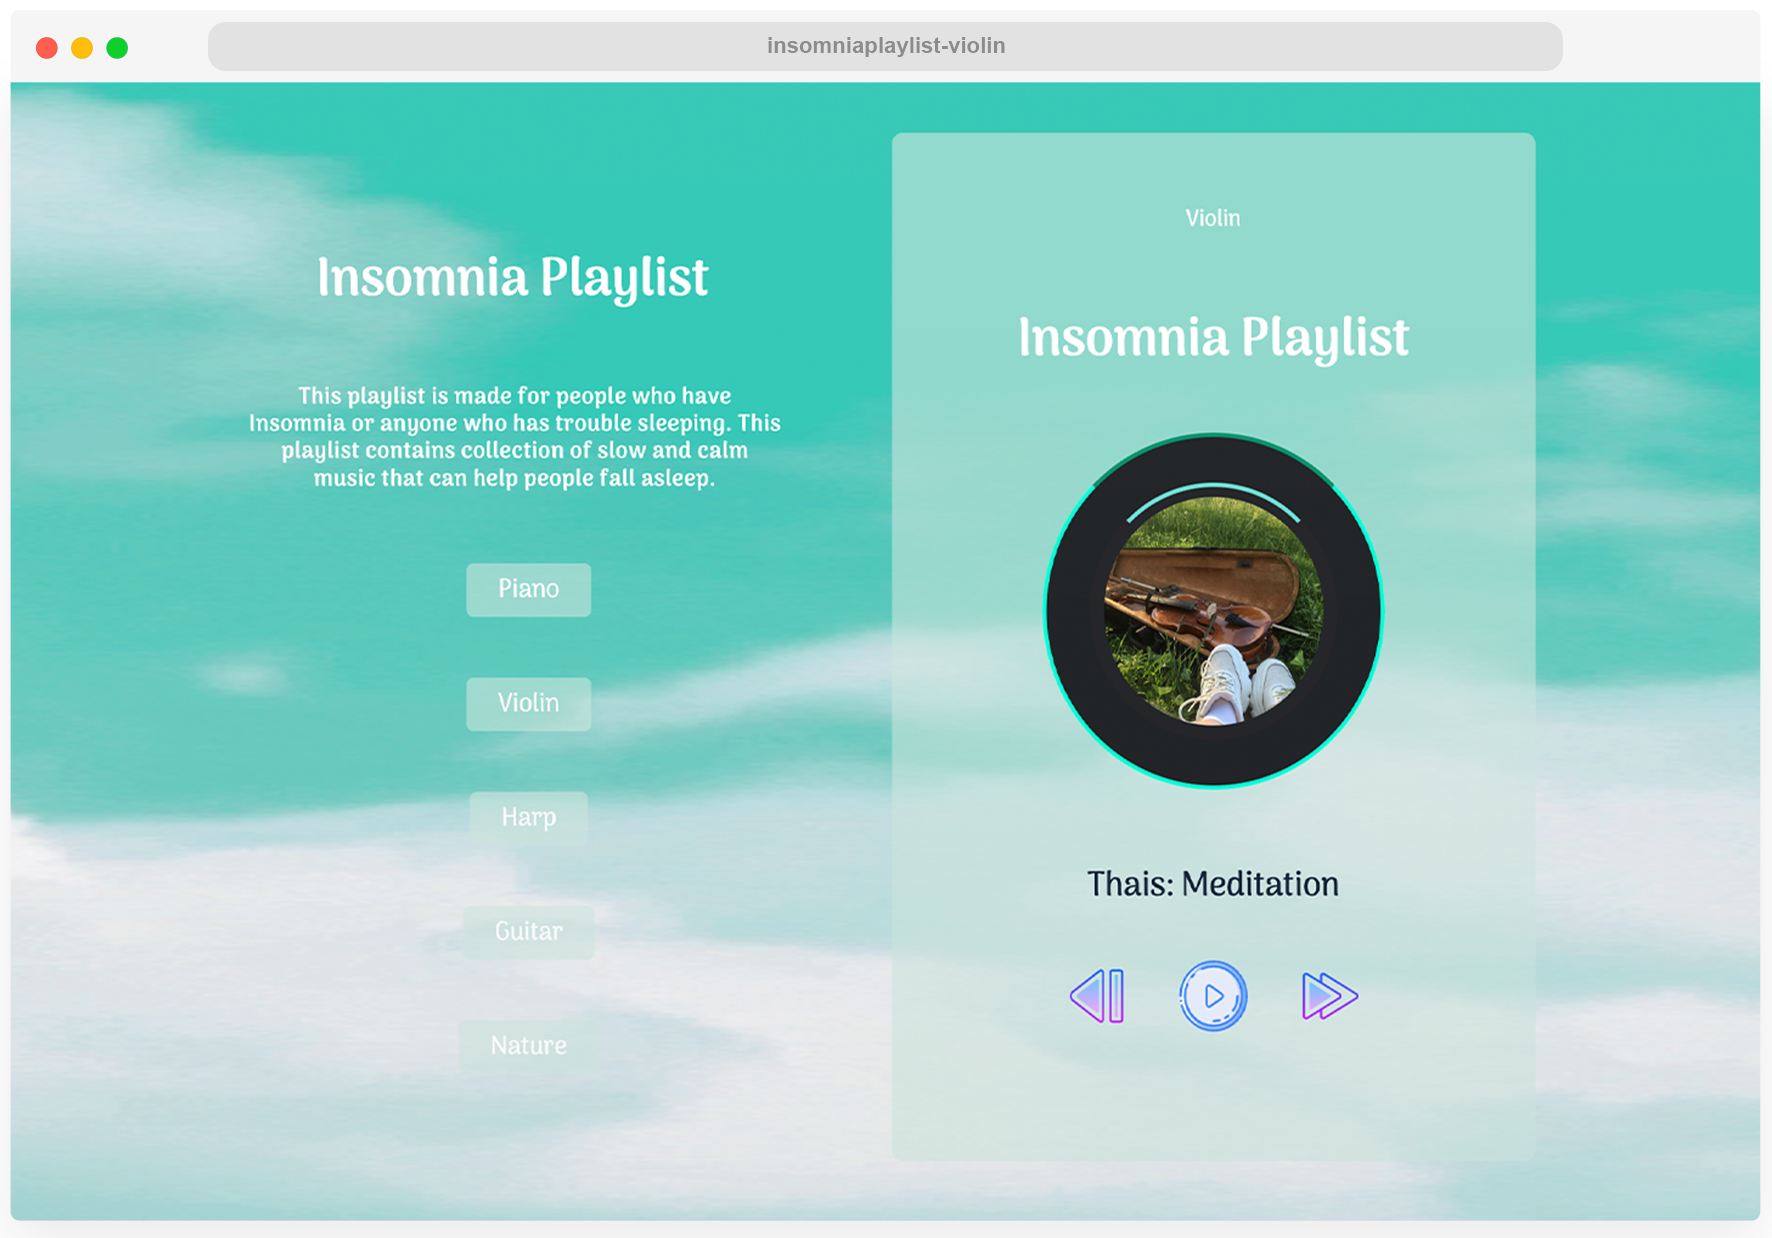 insomniaplaylist-violin
Insomnia Playlist
This playlist is made for people who have
Insomnia or anyone who has trouble sleeping. This
playlist contains collection of slow and calm
music that can help people fall asleep.
Piano
Violin
Harp
Guitar
Nature
Violin
Insomnia Playlist
Thais: Meditation